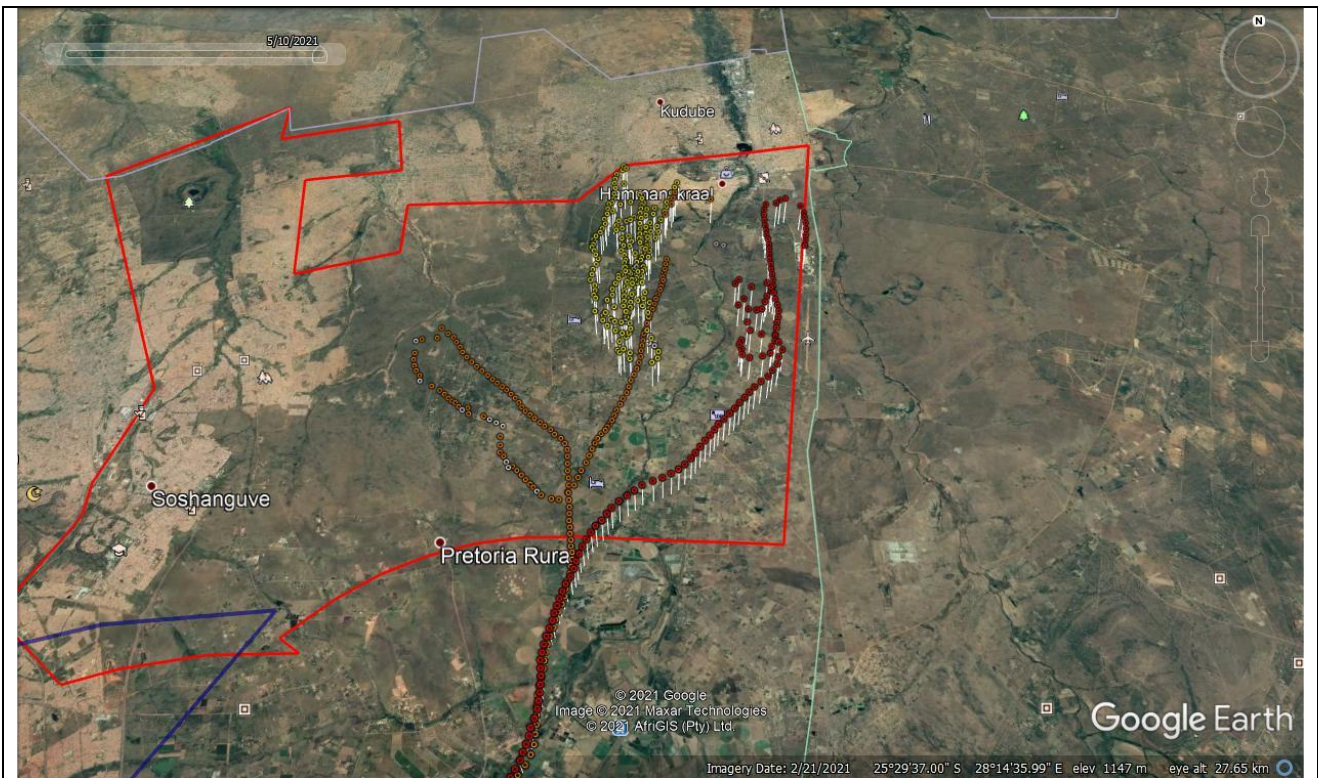 5/10/2021
N
Kudube
Hammanskraal
Soshanguve
Pretoria Rura
© 2021 Google
Image © 2021 Maxar Technologies
© 2021 AfriGIS (Pty) Ltd.
Google Earth
Imagery Date: 2/21/2021 25°29'37.00" S 28°14'35.99" E elev 1147 m eye alt 27.65 km